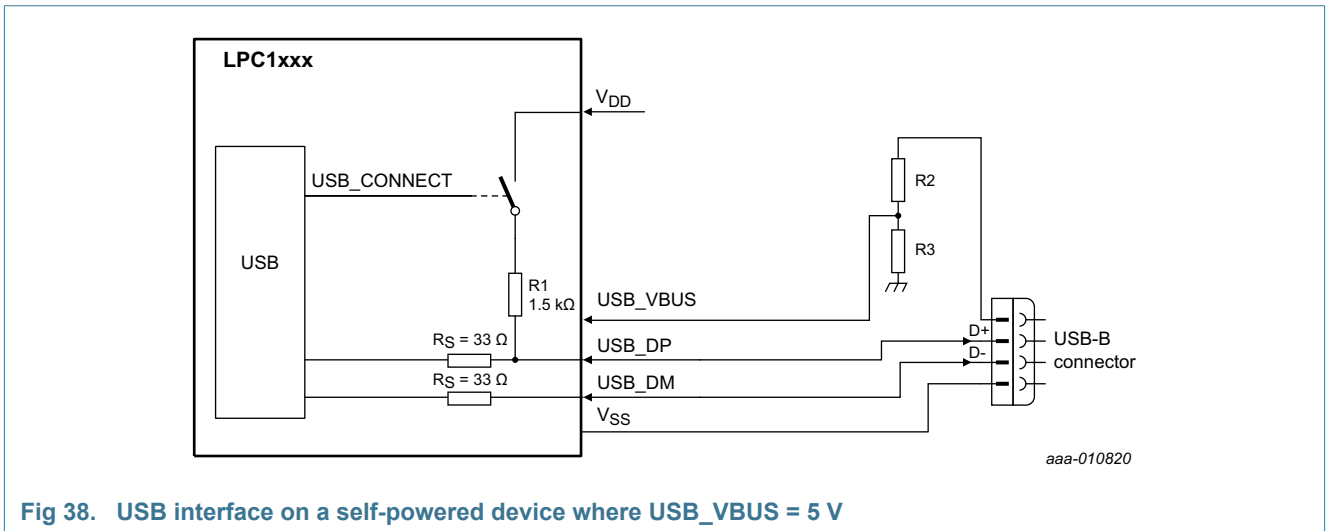 LPC1xxx
VDD
USB_CONNECT
R2
R3
USB
R1
1.5 kΩ
USB_VBUS
RS = 33 Ω
USB_DP
D+
USB-B
connector
D-
RS = 33 Ω
USB_DM
VSS
aaa-010820
Fig 38. USB interface on a self-powered device where USB_VBUS = 5 V